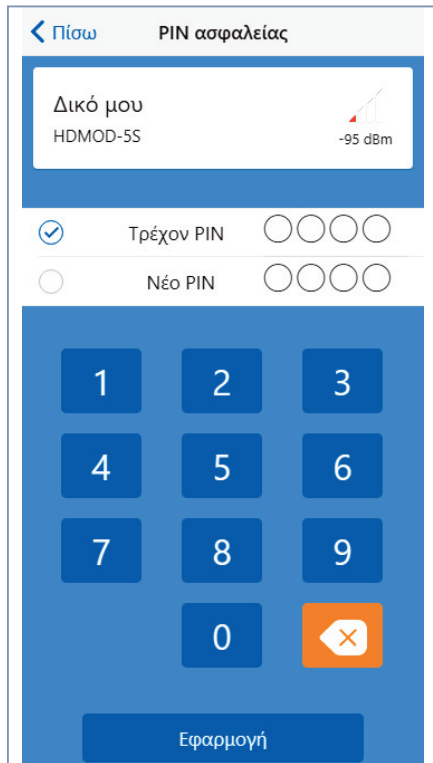 Πίσω PIN ασφαλείας
Δικό μου
HDMOD-5S
-95 dBm
Τρέχον PIN
Νέο PIN
1 2 3
4 5 6
7 8 9
0
Εφαρμογή